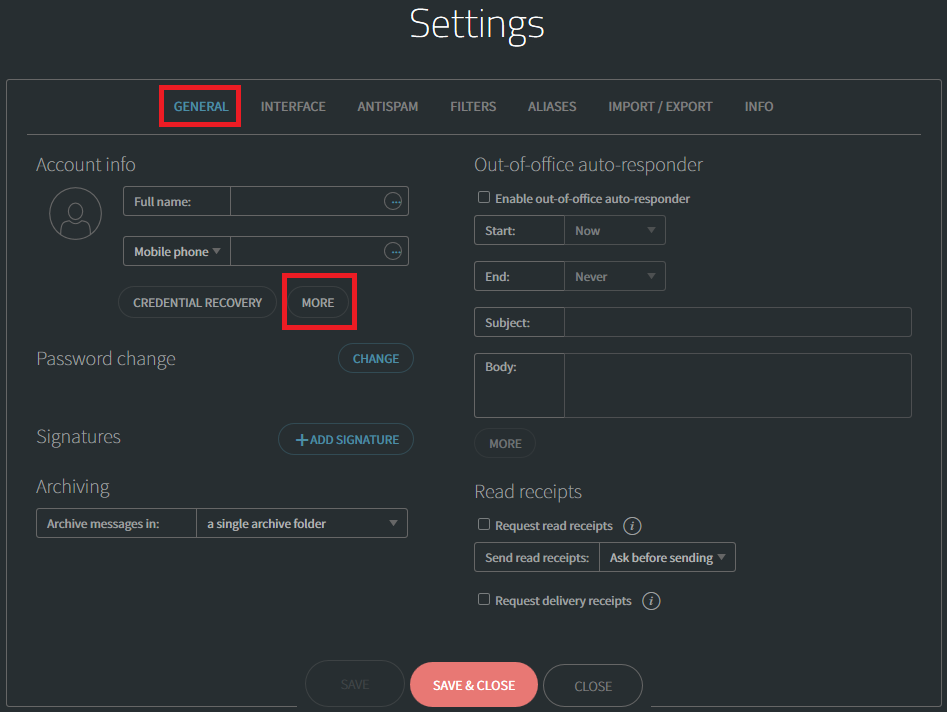 Settings
GENERAL INTERFACE ANTISPAM FILTERS ALIASES IMPORT / EXPORT INFO
Account info
Full name:
Mobile phone
CREDENTIAL RECOVERY MORE
Password change CHANGE
Signatures +ADD SIGNATURE
Archiving
Archive messages in: a single archive folder
Out-of-office auto-responder
Enable out-of-office auto-responder
Start: Now
End: Never
Subject:
Body:
MORE
Read receipts
Request read receipts i
Send read receipts: Ask before sending
Request delivery receipts i
SAVE SAVE & CLOSE CLOSE